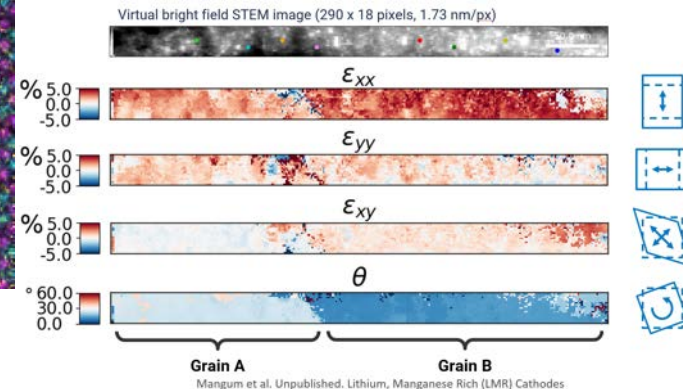 Virtual bright field STEM image (290 x 18 pixels, 1.73 nm/px)
εxx
% 5.0
0.0
-5.0
εyy
% 5.0
0.0
-5.0
εxy
% 5.0
0.0
-5.0
θ
° 60.0
30.0
0.0
Grain A
Grain B
Mangum et al. Unpublished. Lithium, Manganese Rich (LMR) Cathodes